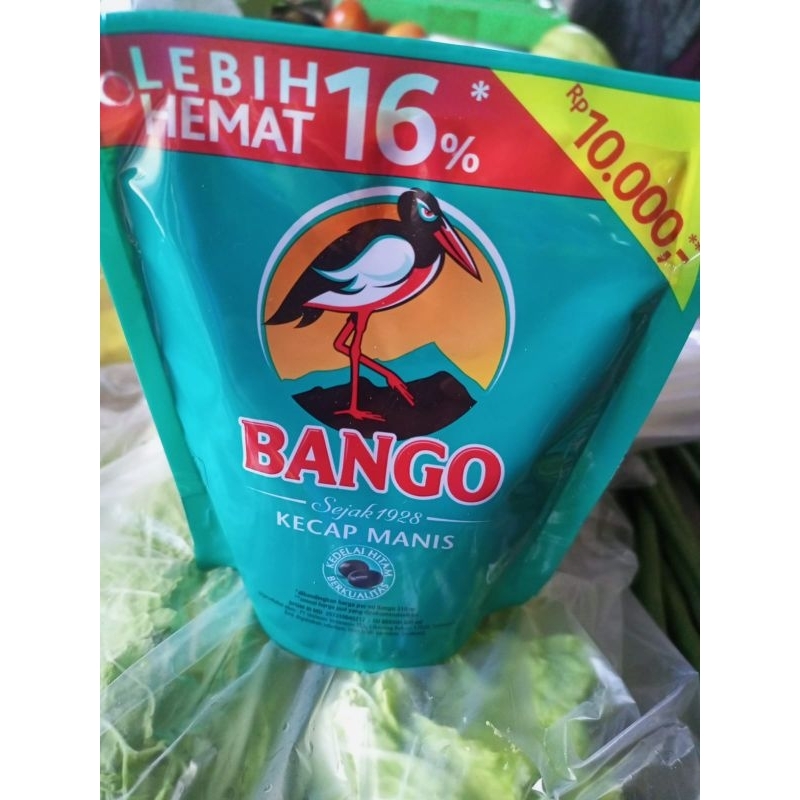 LEBIH
HEMAT 16%*
Rp
10.000,-**
BANGO
Sejak 1928
KECAP MANIS
KEDELAI HITAM
BERKUALITAS